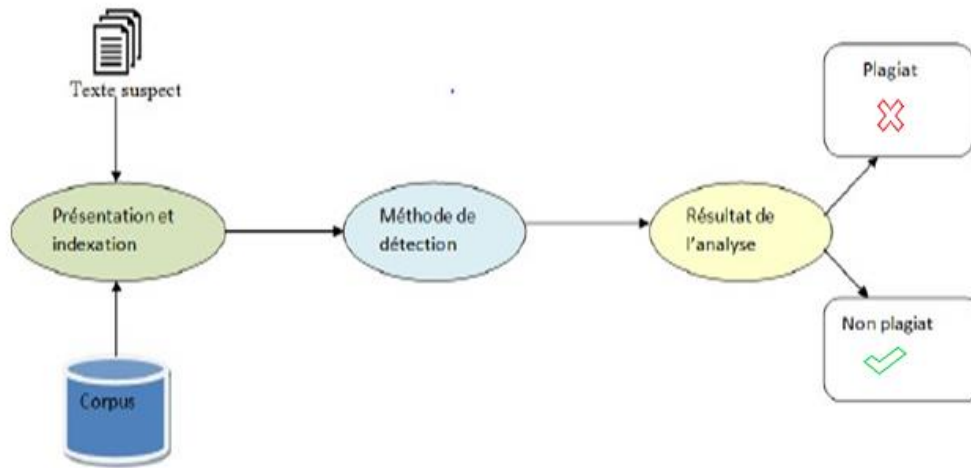 Texte suspect
Présentation et
indexation
Corpus
Méthode de
détection
Résultat de
l'analyse
Plagiat
Non plagiat